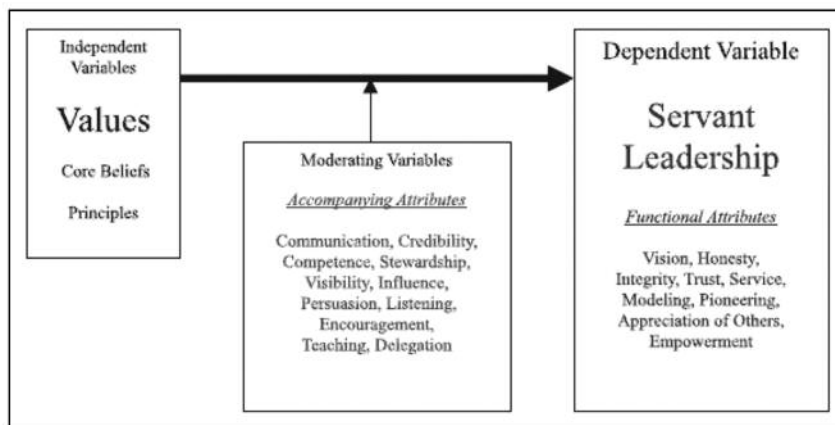 Independent
Variables
Values
Core Beliefs
Principles
Moderating Variables
Accompanying Attributes
Communication, Credibility,
Competence, Stewardship,
Visibility, Influence,
Persuasion, Listening,
Encouragement,
Teaching, Delegation
Dependent Variable
Servant
Leadership
Functional Attributes
Vision, Honesty,
Integrity, Trust, Service,
Modeling, Pioneering,
Appreciation of Others,
Empowerment